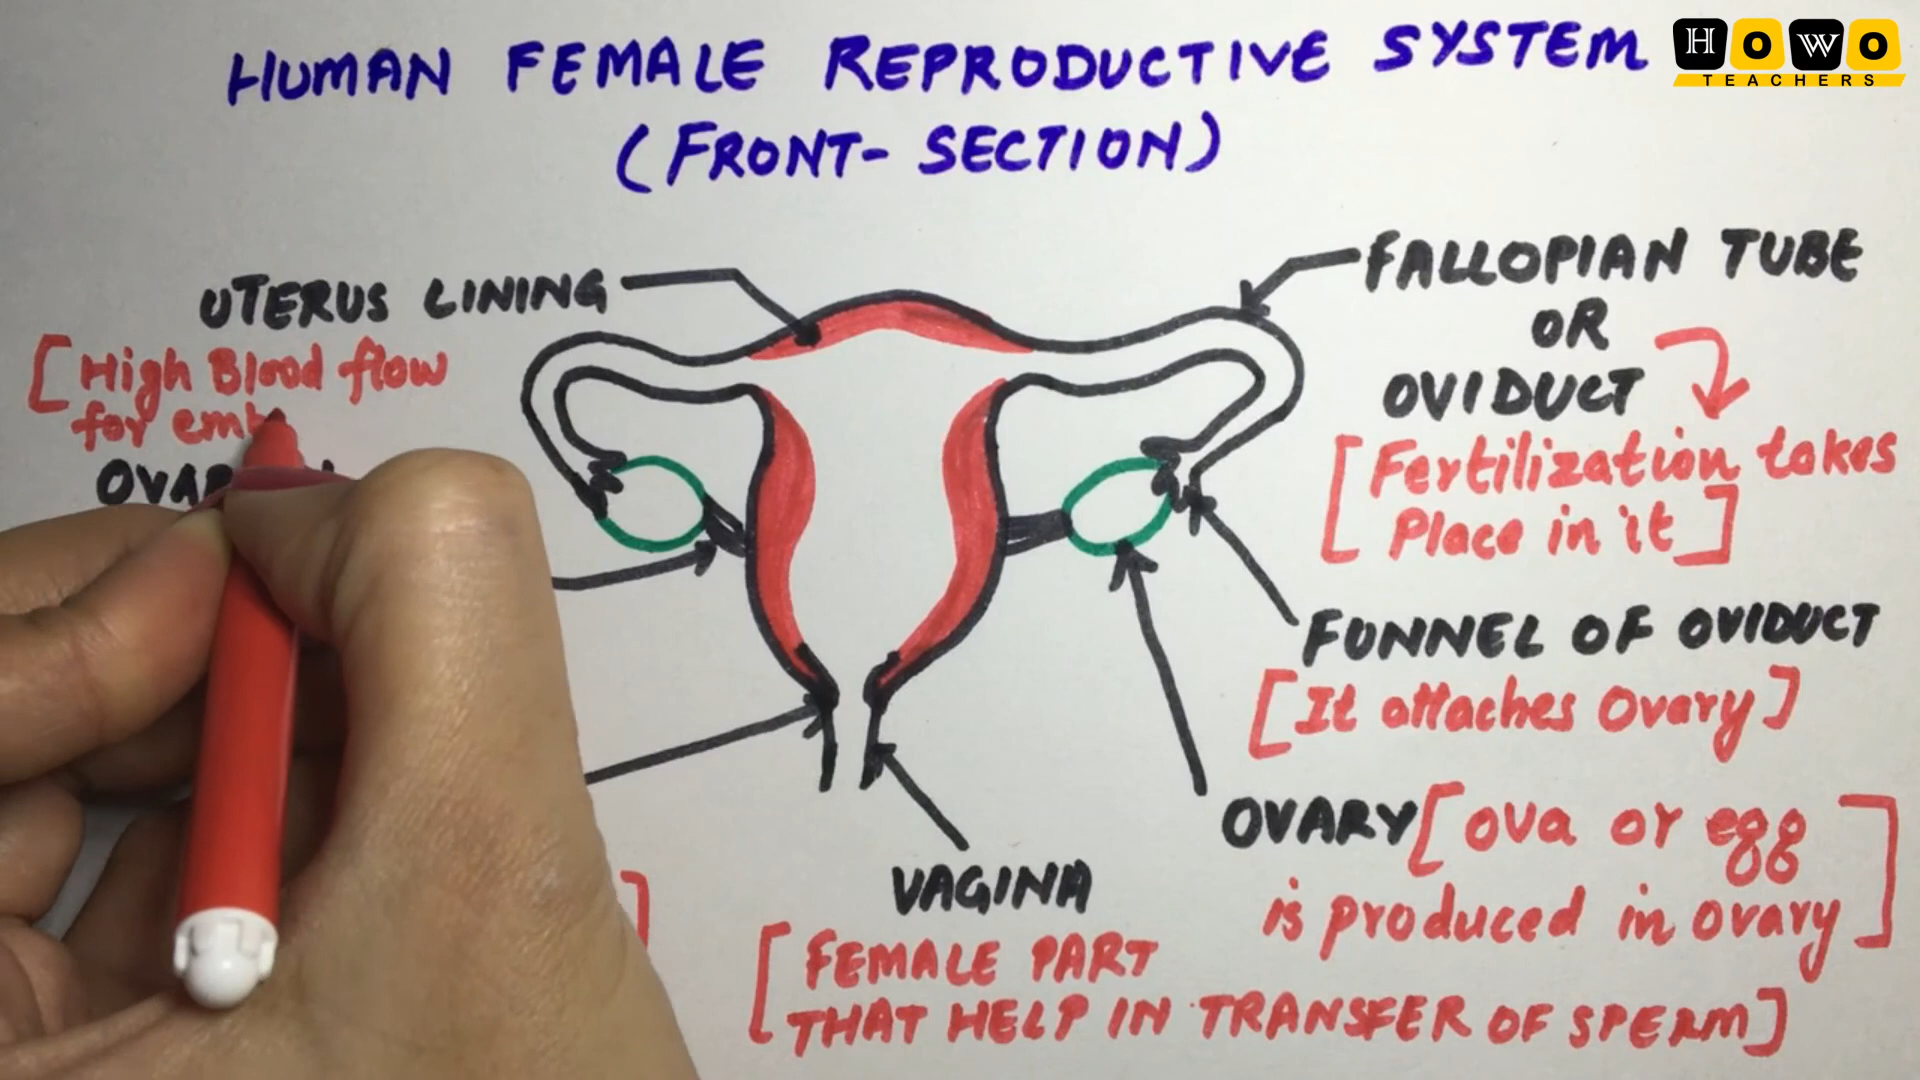 HUMAN FEMALE REPRODUCTIVE SYSTEM
(FRONT-SECTION)
HOWO
TEACHERS
UTERUS LINING
[High Blood flow
for
FALLOPIAN TUBE
OR
OVIDUCT
[Fertilization takes
Place in it]
FUNNEL OF OVIDUCT
[It attaches Ovary]
OVARY [ova or egg
is produced in ovary]
VAGINA
[FEMALE PART
THAT HELP IN TRANSFER OF SPERM]